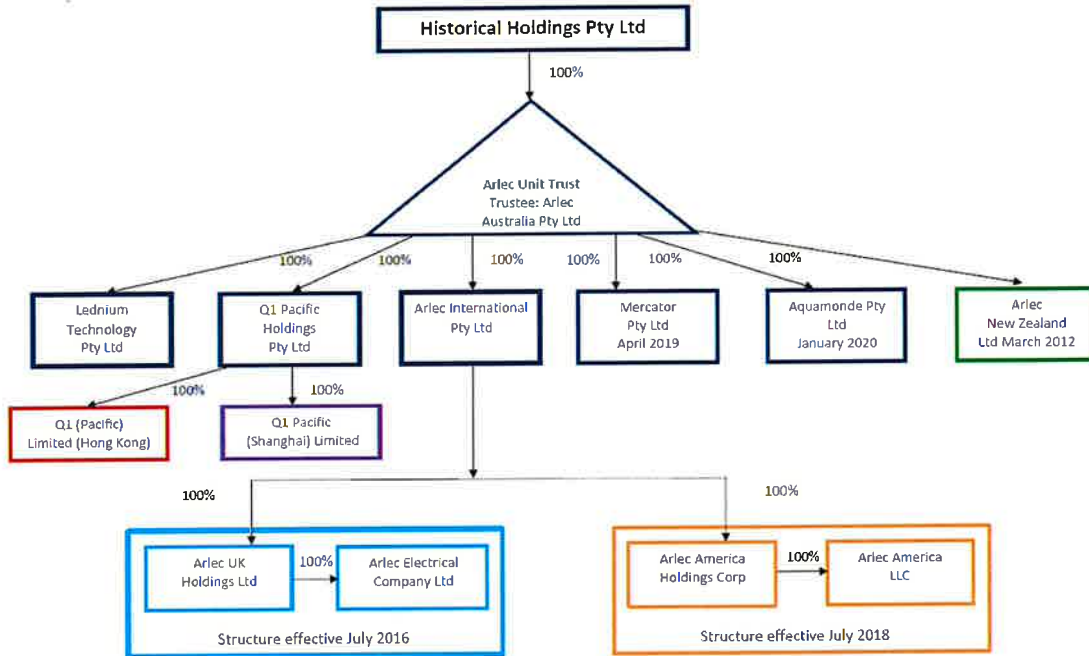 Historical Holdings Pty Ltd
100%
Arlec Unit Trust
Trustee: Arlec
Australia Pty Ltd
100%
100%
100%
100%
100%
100%
Lednium
Technology
Pty Ltd
Q1 Pacific
Holdings
Pty Ltd
Arlec International
Pty Ltd
Mercator
Pty Ltd
April 2019
Aquamonde Pty
Ltd
January 2020
Arlec
New Zealand
Ltd March 2012
100%
100%
Q1 (Pacific)
Limited (Hong Kong)
Q1 Pacific
(Shanghai) Limited
100%
100%
Arlec UK
Holdings Ltd
100%
Arlec Electrical
Company Ltd
Structure effective July 2016
Arlec America
Holdings Corp
100%
Arlec America
LLC
Structure effective July 2018